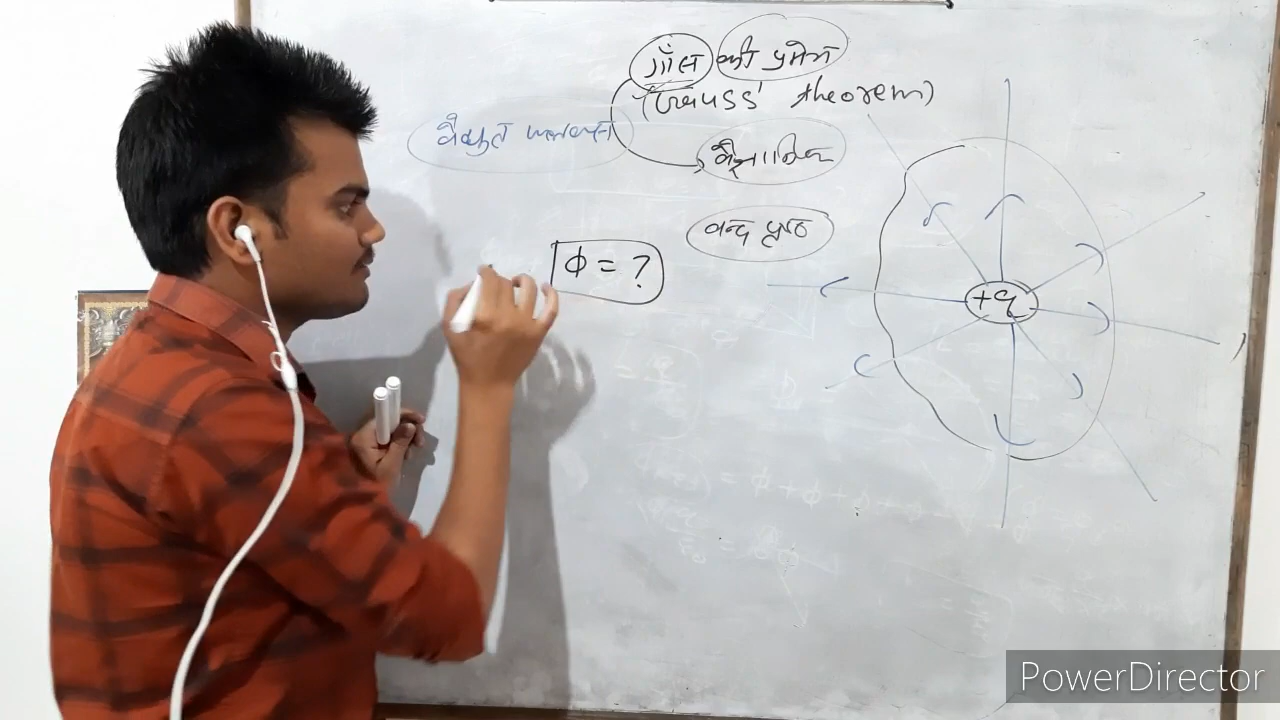 गॉस की प्रमेय
(Gauss' theorem)
वैद्युत फ्लक्स
वैज्ञानिक
बन्द पृष्ठ
Φ = ?
+q
PowerDirector